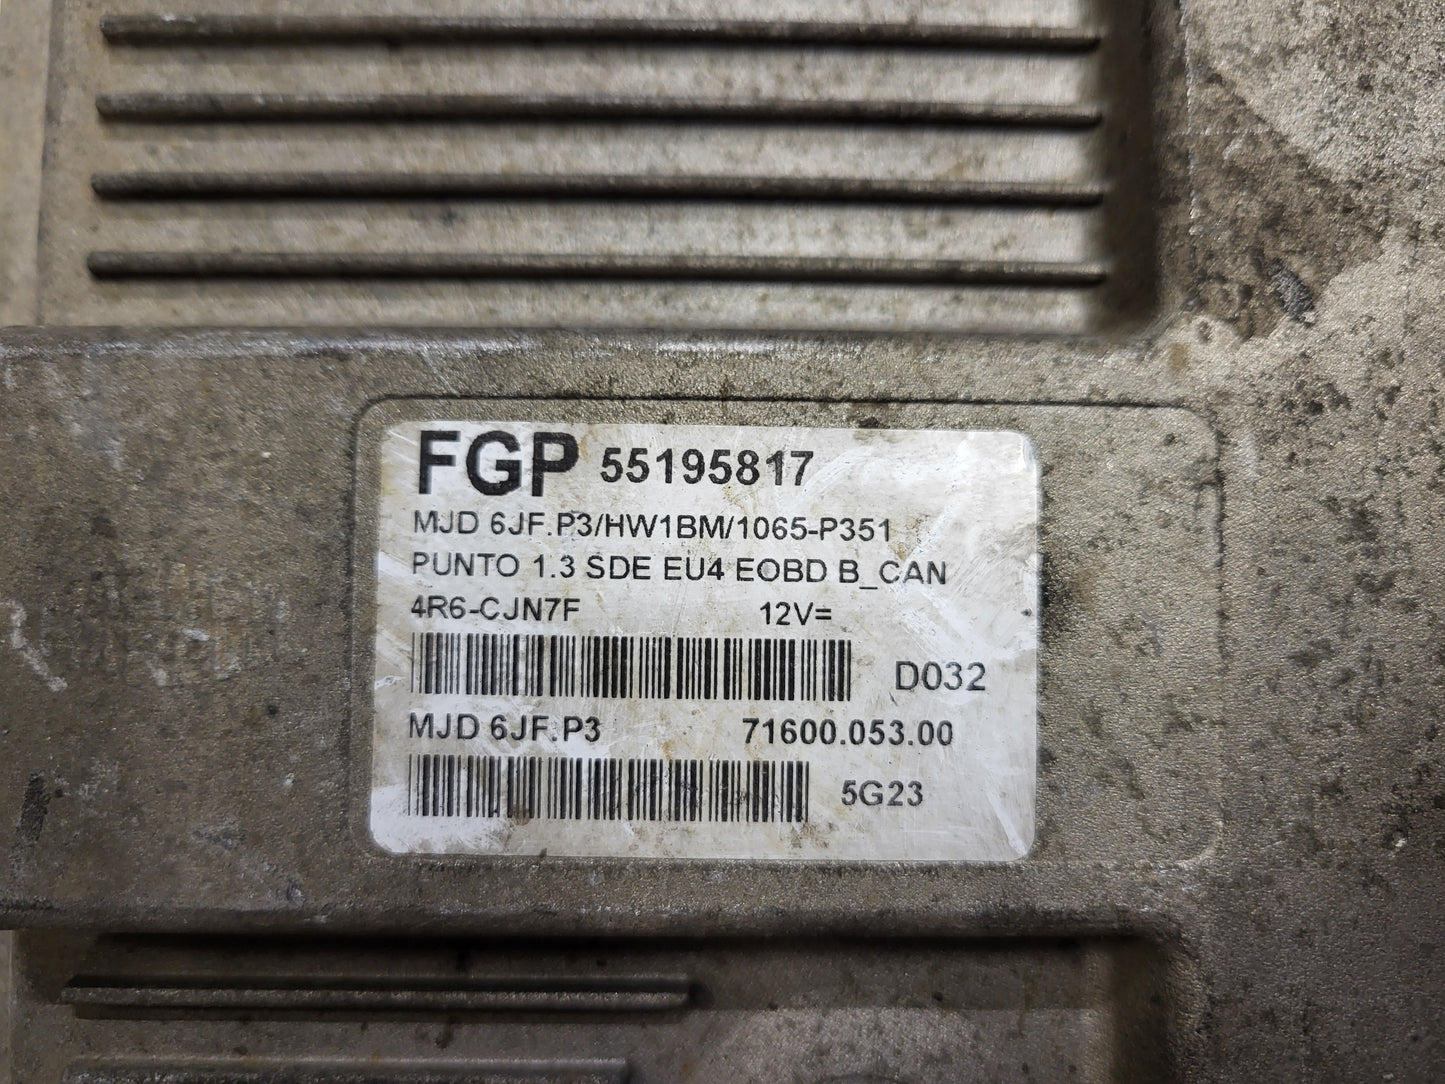 FGP 55195817
MJD 6JF.P3/HW1BM/1065-P351
PUNTO 1.3 SDE EU4 EOBD B_CAN
4R6-CJN7F 12V=
D032
MJD 6JF.P3 71600.053.00
5G23